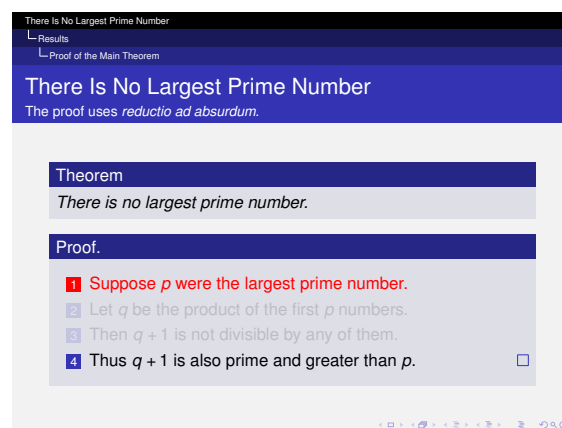 There Is No Largest Prime Number
Results
Proof of the Main Theorem
There Is No Largest Prime Number
The proof uses reductio ad absurdum.
Theorem
There is no largest prime number.
Proof.
1 Suppose p were the largest prime number.
2 Let q be the product of the first p numbers.
3 Then q + 1 is not divisible by any of them.
4 Thus q + 1 is also prime and greater than p.